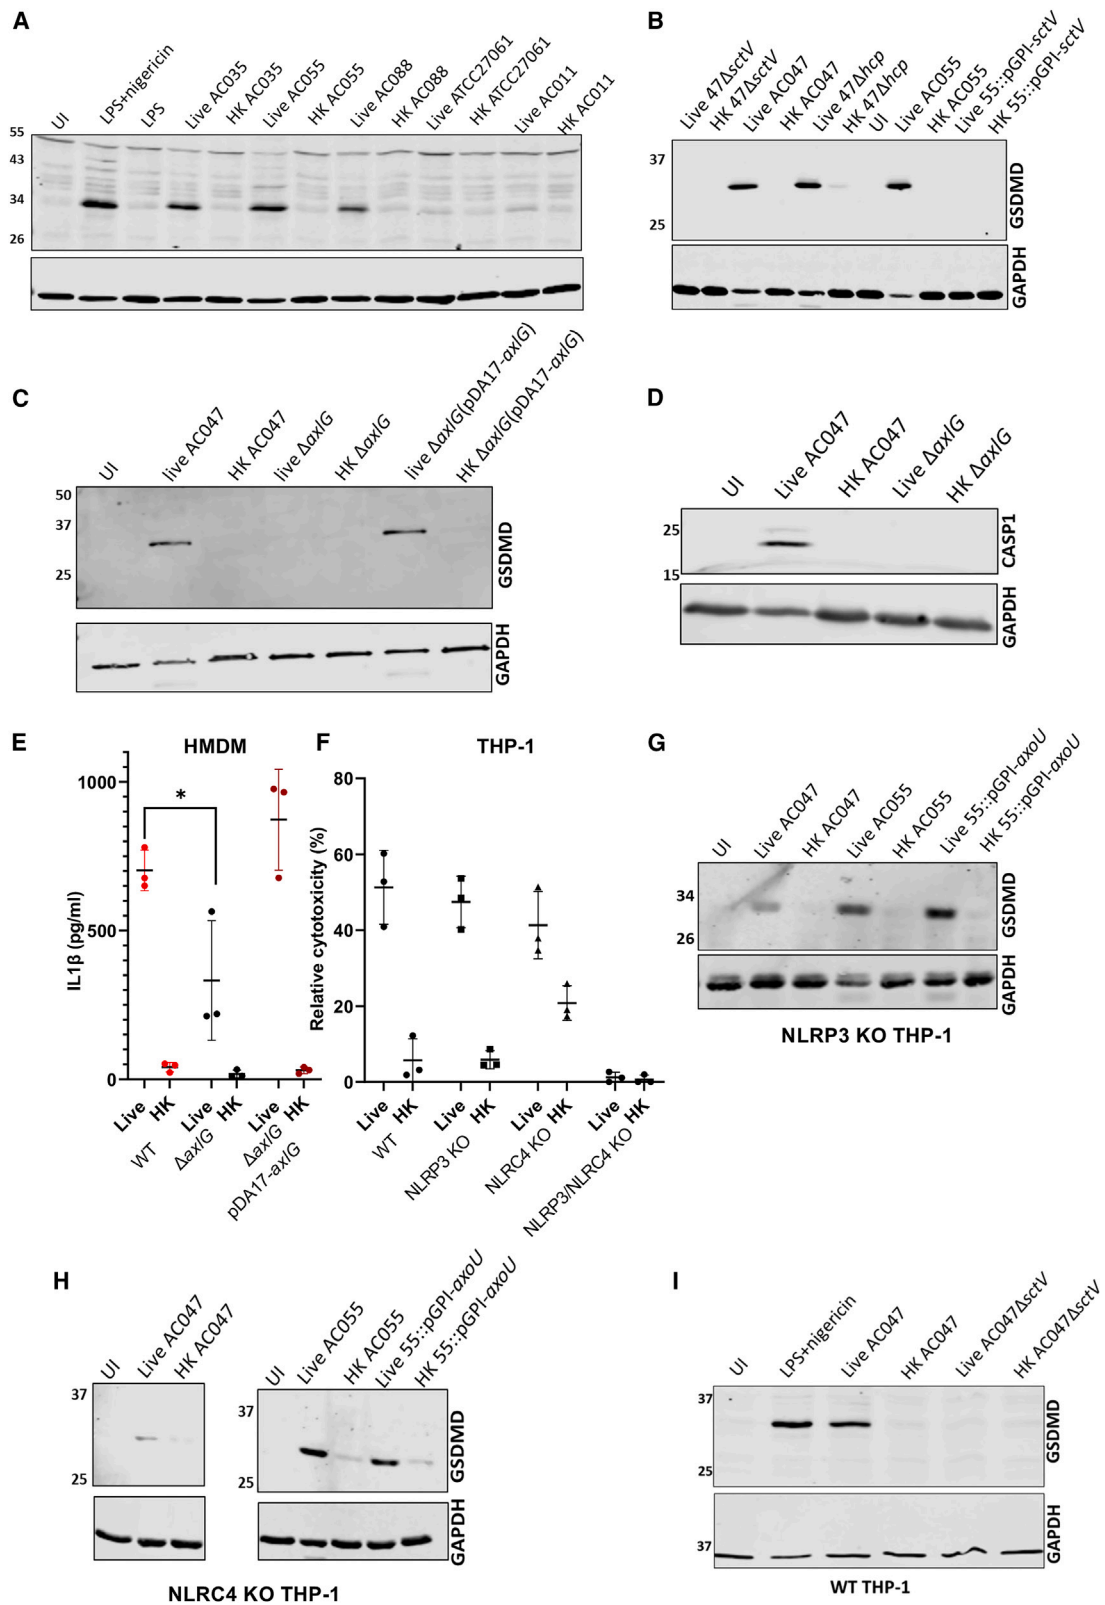 A
UI
LPS+nigericin
LPS
Live AC035
HK AC035
Live AC055
HK AC055
Live AC088
HK AC088
Live ATCC27061
HK ATCC27061
Live AC011
HK AC011
55
43
34
26
B
Live 47ΔsctV
HK 47ΔsctV
Live AC047
HK AC047
Live 47Δhcp
HK 47Δhcp
UI
Live AC055
HK AC055
Live 55::pGPI-sctV
HK 55::pGPI-sctV
37
25
GSDMD
GAPDH
C
UI
live AC047
HK AC047
live ΔaxlG
HK ΔaxlG
live ΔaxlG(pDA17-axlG)
HK ΔaxlG(pDA17-axlG)
50
37
25
GSDMD
GAPDH
D
UI
Live AC047
HK AC047
Live ΔaxlG
HK ΔaxlG
25
15
CASP1
GAPDH
E
HMDM
IL1β (pg/ml)
1000
500
0
*
Live
HK
Live
HK
Live
HK
WT
ΔaxlG
ΔaxlG
pDA17-axlG
F
THP-1
Relative cytotoxicity (%)
80
60
40
20
0
Live
HK
Live
HK
Live
HK
Live
HK
WT
NLRP3 KO
NLRC4 KO
NLRP3/NLRC4 KO
G
UI
Live AC047
HK AC047
Live AC055
HK AC055
Live 55::pGPI-axoU
HK 55::pGPI-axoU
34
26
GSDMD
GAPDH
NLRP3 KO THP-1
H
UI
Live AC047
HK AC047
37
25
UI
Live AC055
HK AC055
Live 55::pGPI-axoU
HK 55::pGPI-axoU
37
25
GSDMD
GAPDH
NLRC4 KO THP-1
I
UI
LPS+nigericin
Live AC047
HK AC047
Live AC047ΔsctV
HK AC047ΔsctV
37
25
37
GSDMD
GAPDH
WT THP-1